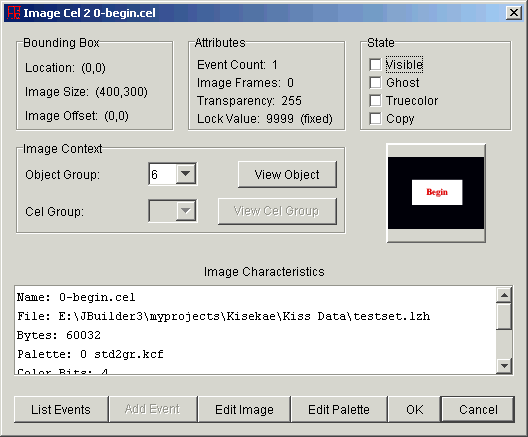 Image Cel 2 0-begin.cel
Bounding Box
Location: (0,0)
Image Size: (400,300)
Image Offset: (0,0)
Attributes
Event Count: 1
Image Frames: 0
Transparency: 255
Lock Value: 9999 (fixed)
State
Visible
Ghost
Truecolor
Copy
Image Context
Object Group: 6 View Object
Cel Group: View Cel Group
Begin
Image Characteristics
Name: 0-begin.cel
File: E:\JBuilder3\myprojects\Kisekae\Kiss Data\testset.lzh
Bytes: 60032
Palette: 0 std2gr.kcf
Color Bits: 4
List Events Add Event Edit Image Edit Palette OK Cancel